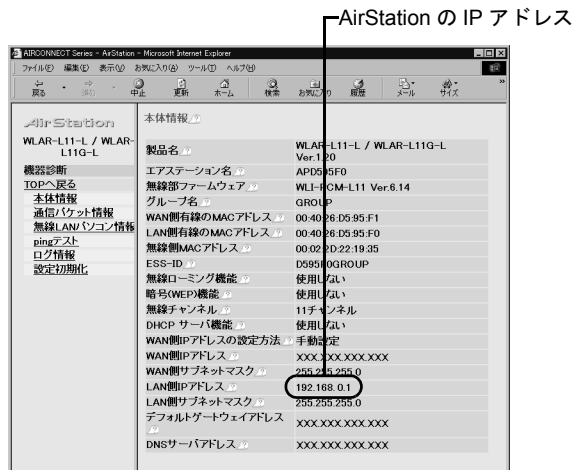 AirStation の IP アドレス
AIRCONNECT Series - AirStation - Microsoft Internet Explorer
ファイル(F) 編集(E) 表示(V) お気に入り(A) ツール(T) ヘルプ(H)
戻る 進む 中止 更新 ホーム 検索 お気に入り 履歴 メール サイズ »
AirStation
WLAR-L11-L / WLAR-L11G-L
機器診断
TOPへ戻る
本体情報
通信パケット情報
無線LANパソコン情報
pingテスト
ログ情報
設定初期化
本体情報
製品名 WLAR-L11-L / WLAR-L11G-L
Ver.1.20
エアステーション名 APD595F0
無線部ファームウェア WLI-PCM-L11 Ver.6.14
グループ名 GROUP
WAN側有線のMACアドレス 00:40:26:D5:95:F1
LAN側有線のMACアドレス 00:40:26:D5:95:F0
無線側MACアドレス 00:02:2D:22:19:35
ESS-ID D595F0GROUP
無線ローミング機能 使用しない
暗号(WEP)機能 使用しない
無線チャンネル 11チャンネル
DHCP サーバ機能 使用しない
WAN側IPアドレスの設定方法 手動設定
WAN側IPアドレス XXX.XXX.XXX.XXX
WAN側サブネットマスク 255.255.255.0
LAN側IPアドレス 192.168.0.1
LAN側サブネットマスク 255.255.255.0
デフォルトゲートウェイアドレス XXX.XXX.XXX.XXX
DNSサーバアドレス XXX.XXX.XXX.XXX